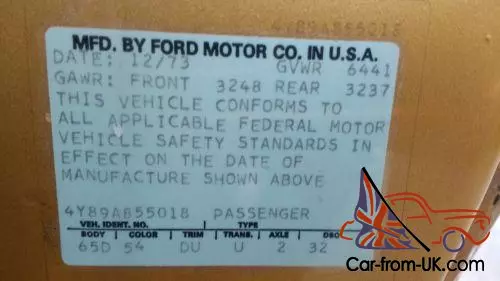 4Y89A855018
MFD. BY FORD MOTOR CO. IN U.S.A.
DATE: 12/73 GVWR 6441
GAWR: FRONT 3248 REAR 3237
THIS VEHICLE CONFORMS TO
ALL APPLICABLE FEDERAL MOTOR
VEHICLE SAFETY STANDARDS IN
EFFECT ON THE DATE OF
MANUFACTURE SHOWN ABOVE
4Y89A855018 PASSENGER
VEH. IDENT. NO. TYPE
BODY COLOR TRIM TRANS. AXLE DSO
65D 54 DU U 2 32
Car-from-UK.com